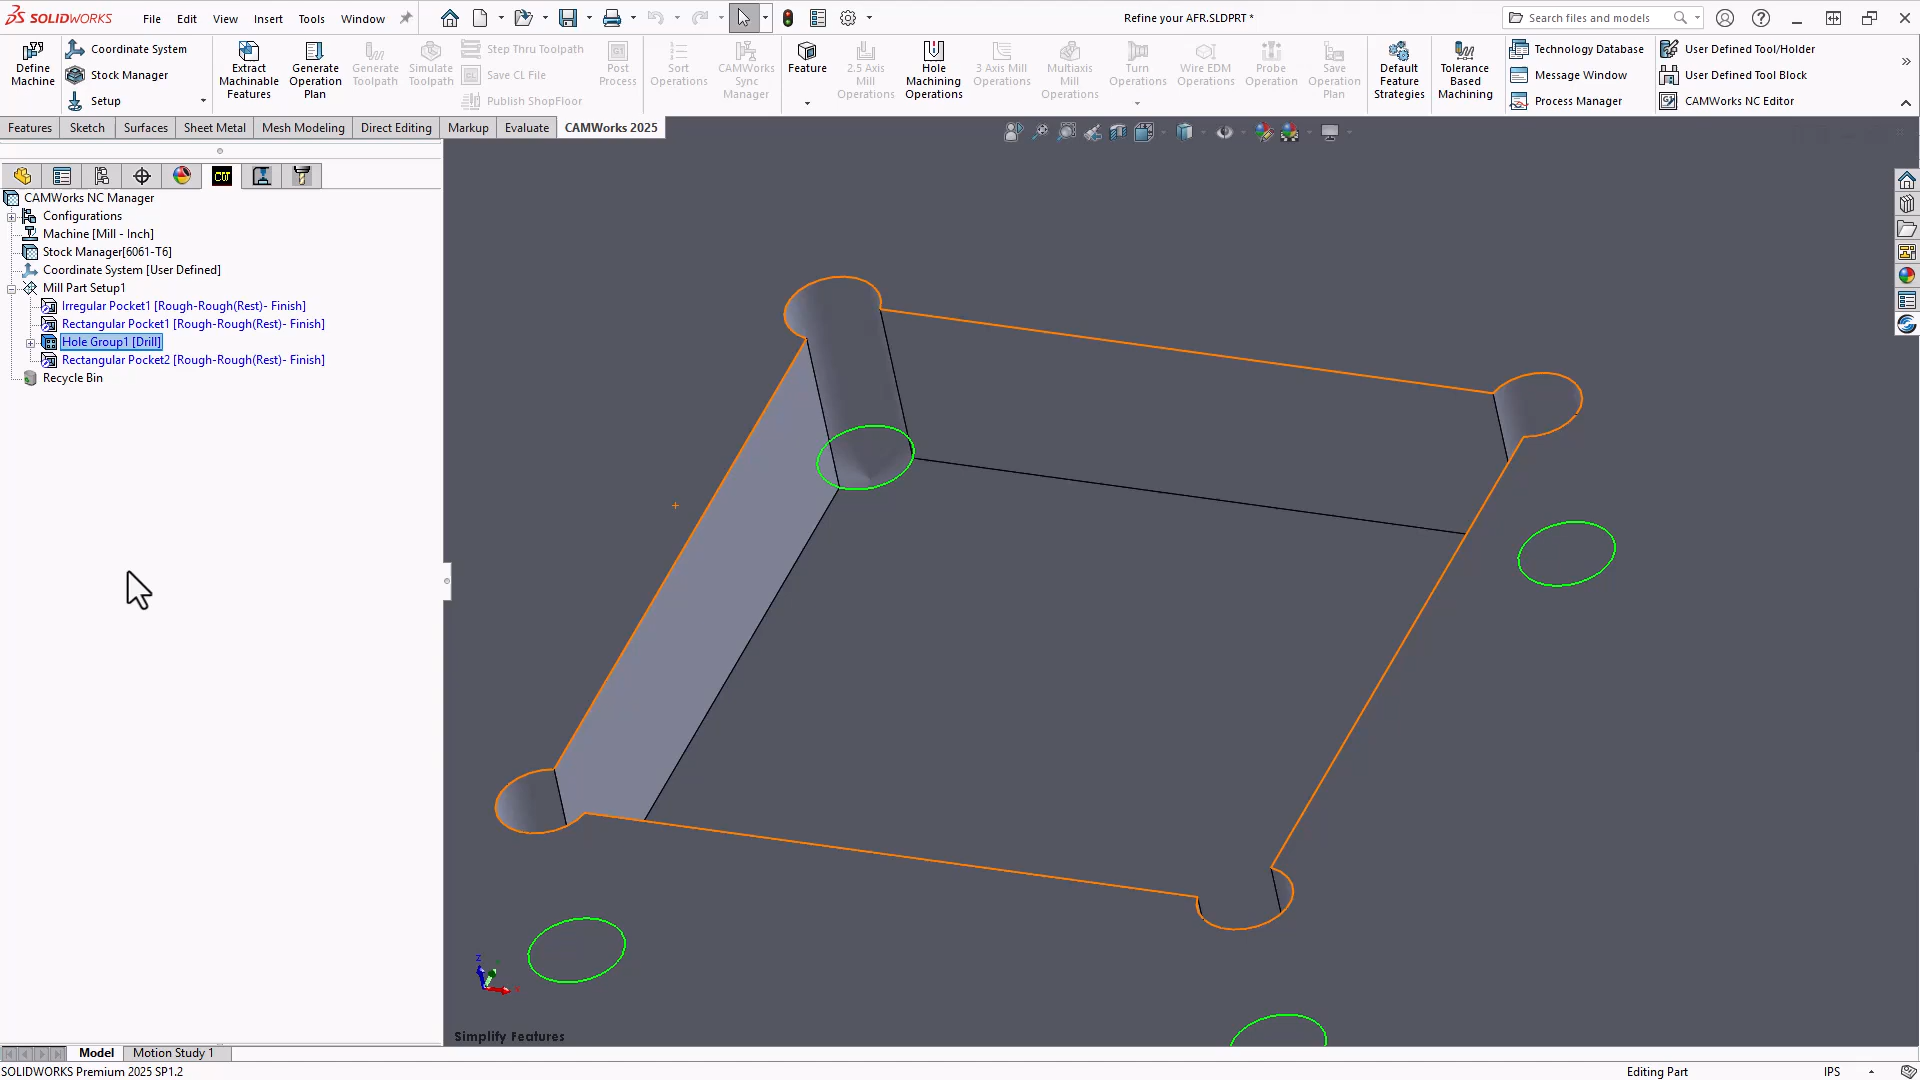 SOLIDWORKS File Edit View Insert Tools Window Refine your AFR.SLDPRT * Search files and models
Define Machine
Coordinate System
Stock Manager
Setup
Extract Machinable Features
Generate Operation Plan
Generate Toolpath
Simulate Toolpath
Step Thru Toolpath
Save CL File
Publish ShopFloor
Post Process
Sort Operations
CAMWorks Sync Manager
Feature
2.5 Axis Mill Operations
Hole Machining Operations
3 Axis Mill Operations
Multiaxis Mill Operations
Turn Operations
Wire EDM Operations
Probe Operation
Save Operation Plan
Default Feature Strategies
Tolerance Based Machining
Technology Database
Message Window
Process Manager
User Defined Tool/Holder
User Defined Tool Block
CAMWorks NC Editor
Features Sketch Surfaces Sheet Metal Mesh Modeling Direct Editing Markup Evaluate CAMWorks 2025
CW
CAMWorks NC Manager
Configurations
Machine [Mill - Inch]
Stock Manager[6061-T6]
Coordinate System [User Defined]
Mill Part Setup1
Irregular Pocket1 [Rough-Rough(Rest)- Finish]
Rectangular Pocket1 [Rough-Rough(Rest)- Finish]
Hole Group1 [Drill]
Rectangular Pocket2 [Rough-Rough(Rest)- Finish]
Recycle Bin
Z
Simplify Features
Model Motion Study 1
SOLIDWORKS Premium 2025 SP1.2 Editing Part IPS